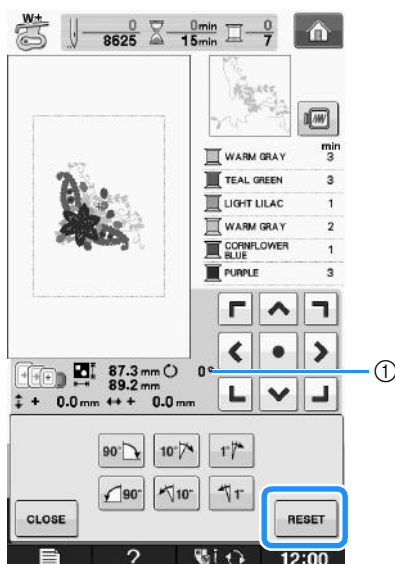 W+
0 0min 0
8625 15min 7
min
WARM GRAY 3
TEAL GREEN 3
LIGHT LILAC 1
WARM GRAY 2
CORNFLOWER BLUE 1
PURPLE 3
87.3 mm 0°
89.2 mm
+ 0.0 mm + 0.0 mm
①
90° 10° 1°
90° 10° 1°
CLOSE RESET
? i 12:00